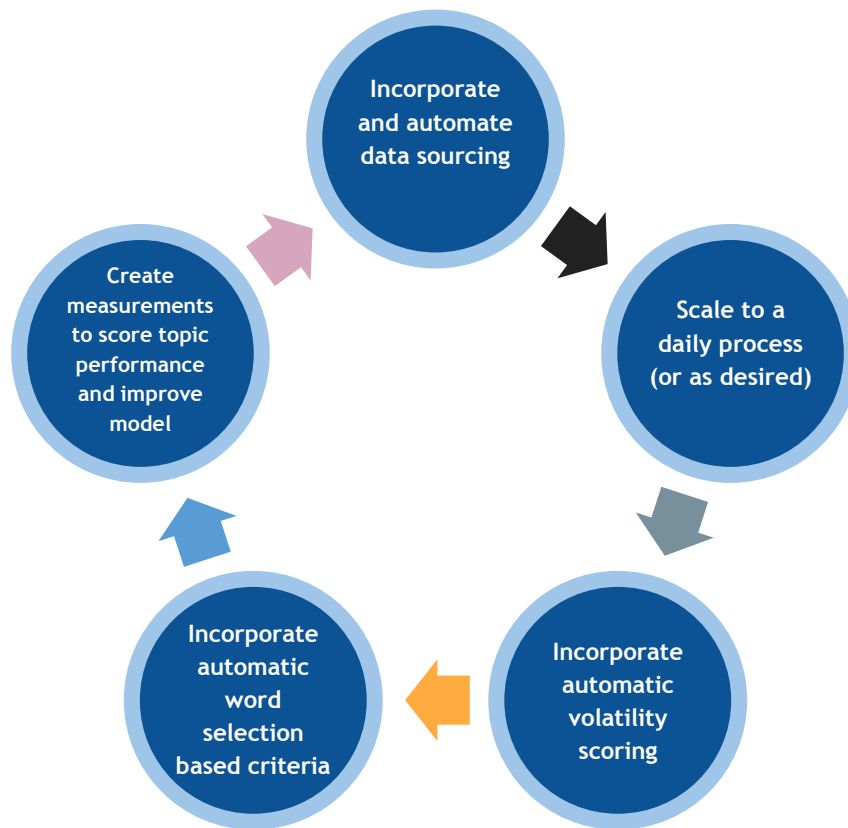 Incorporate
and automate
data sourcing
Scale to a
daily process
(or as desired)
Incorporate
automatic
volatility
scoring
Incorporate
automatic
word
selection
based criteria
Create
measurements
to score topic
performance
and improve
model